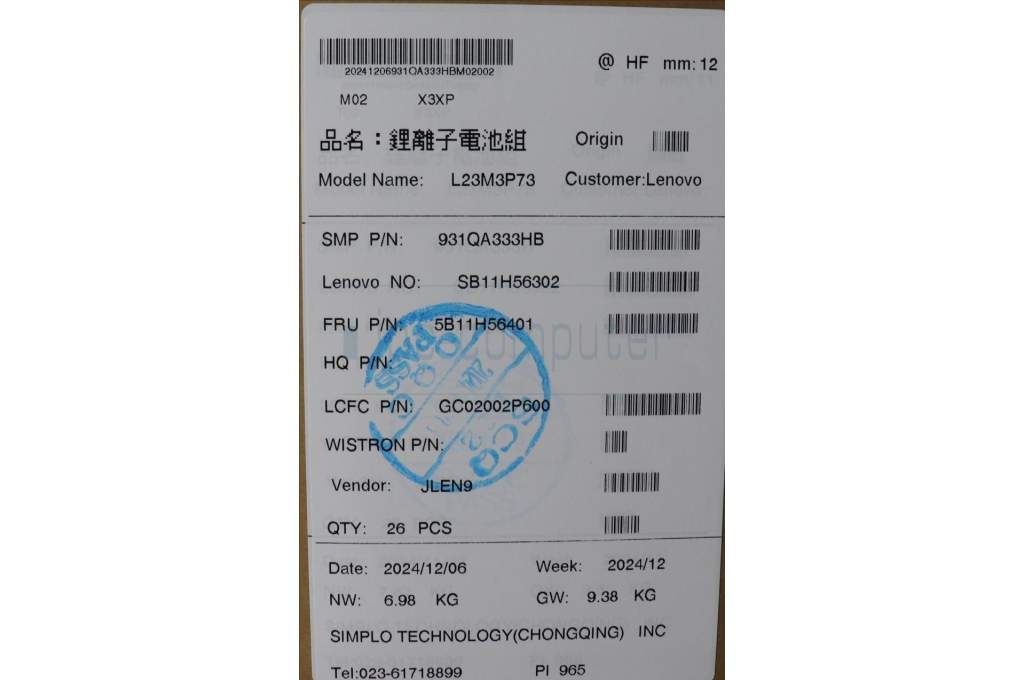 20241206931QA333HBM02002
@ HF mm: 12
M02 X3XP
品名：鋰離子電池組 Origin
Model Name: L23M3P73 Customer:Lenovo
SMP P/N: 931QA333HB
Lenovo NO: SB11H56302
FRU P/N: 5B11H56401
computer
HQ P/N:
LCFC P/N: GC02002P600
WISTRON P/N:
Vendor: JLEN9
QTY: 26 PCS
PASS
SCQ
Date: 2024/12/06 Week: 2024/12
NW: 6.98 KG GW: 9.38 KG
SIMPLO TECHNOLOGY(CHONGQING) INC
Tel:023-61718899 PI 965